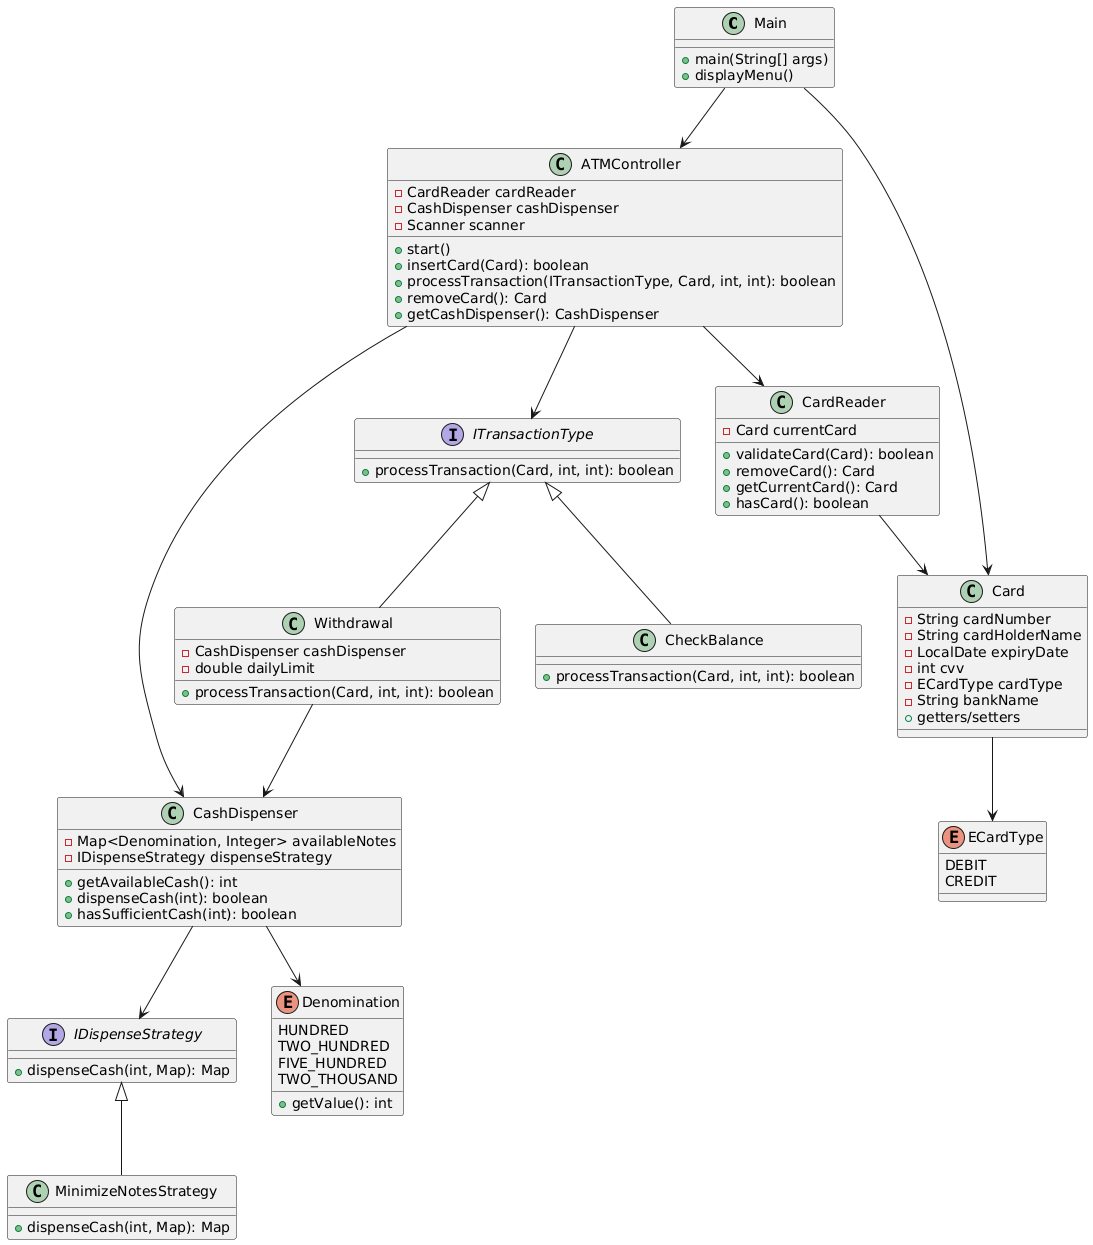 C Main
main(String[] args)
displayMenu()
C ATMController
CardReader cardReader
CashDispenser cashDispenser
Scanner scanner
start()
insertCard(Card): boolean
processTransaction(ITransactionType, Card, int, int): boolean
removeCard(): Card
getCashDispenser(): CashDispenser
I ITransactionType
processTransaction(Card, int, int): boolean
C CardReader
Card currentCard
validateCard(Card): boolean
removeCard(): Card
getCurrentCard(): Card
hasCard(): boolean
C Withdrawal
CashDispenser cashDispenser
double dailyLimit
processTransaction(Card, int, int): boolean
C CheckBalance
processTransaction(Card, int, int): boolean
C Card
String cardNumber
String cardHolderName
LocalDate expiryDate
int cvv
ECardType cardType
String bankName
getters/setters
C CashDispenser
Map<Denomination, Integer> availableNotes
IDispenseStrategy dispenseStrategy
getAvailableCash(): int
dispenseCash(int): boolean
hasSufficientCash(int): boolean
E ECardType
DEBIT
CREDIT
I IDispenseStrategy
dispenseCash(int, Map): Map
E Denomination
HUNDRED
TWO_HUNDRED
FIVE_HUNDRED
TWO_THOUSAND
getValue(): int
C MinimizeNotesStrategy
dispenseCash(int, Map): Map